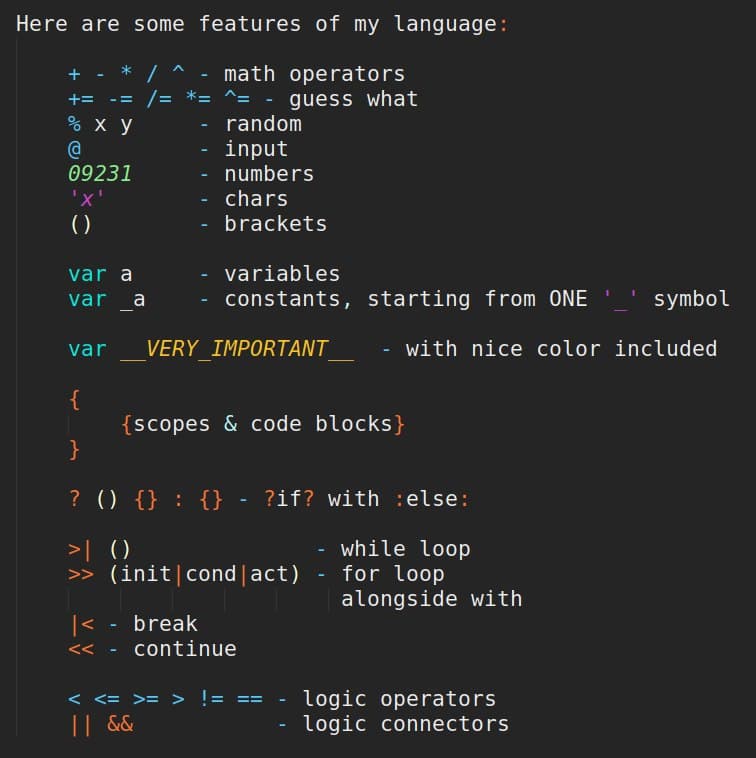 Here are some features of my language:
+ - * / ^ - math operators
+= -= /= *= ^= - guess what
% x y     - random
@         - input
09231     - numbers
'x'       - chars
()        - brackets
var a     - variables
var _a    - constants, starting from ONE '_' symbol
var __VERY_IMPORTANT__  - with nice color included
{
    {scopes & code blocks}
}
? () {} : {} - ?if? with :else:
>| ()              - while loop
>> (init|cond|act) - for loop
                     alongside with
|< - break
<< - continue
< <= >= > != == - logic operators
|| &&           - logic connectors